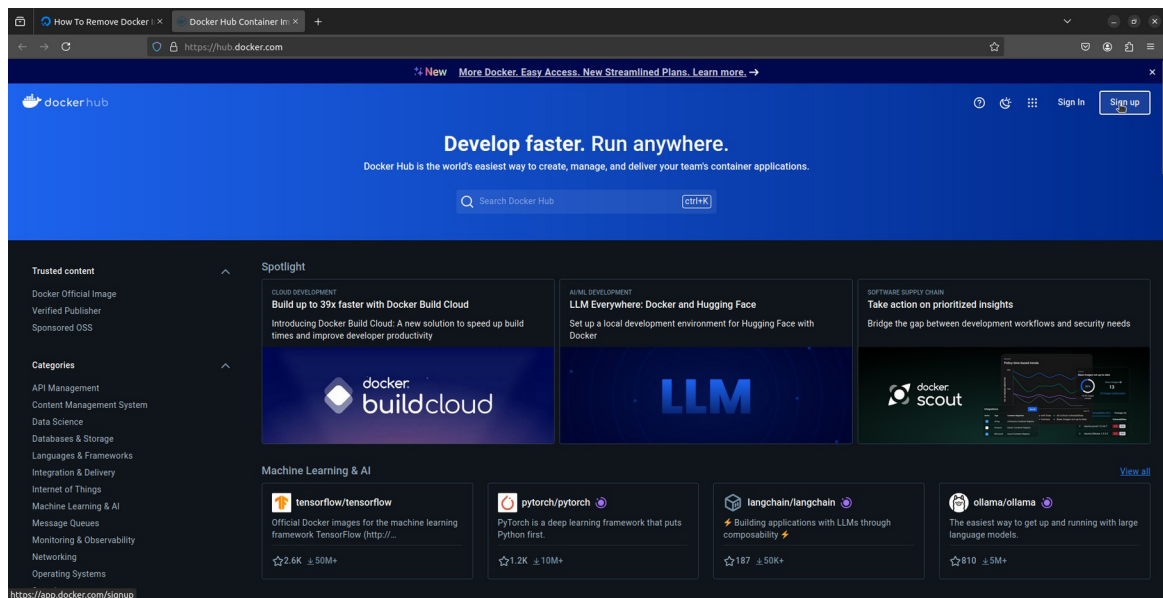 How To Remove Docker I
Docker Hub Container Im
https://hub.docker.com
New More Docker. Easy Access. New Streamlined Plans. Learn more. →
dockerhub
Sign In
Sign up
Develop faster. Run anywhere.
Docker Hub is the world's easiest way to create, manage, and deliver your team's container applications.
Search Docker Hub
ctrl+K
Trusted content
Docker Official Image
Verified Publisher
Sponsored OSS
Categories
API Management
Content Management System
Data Science
Databases & Storage
Languages & Frameworks
Integration & Delivery
Internet of Things
Machine Learning & AI
Message Queues
Monitoring & Observability
Networking
Operating Systems
Spotlight
CLOUD DEVELOPMENT
Build up to 39x faster with Docker Build Cloud
Introducing Docker Build Cloud: A new solution to speed up build
times and improve developer productivity
docker.
buildcloud
AI/ML DEVELOPMENT
LLM Everywhere: Docker and Hugging Face
Set up a local development environment for Hugging Face with
Docker
LLM
SOFTWARE SUPPLY CHAIN
Take action on prioritized insights
Bridge the gap between development workflows and security needs
docker.
scout
Machine Learning & AI
View all
tensorflow/tensorflow
Official Docker images for the machine learning
framework TensorFlow (http://...
2.6K 50M+
pytorch/pytorch
PyTorch is a deep learning framework that puts
Python first.
1.2K 10M+
langchain/langchain
⚡ Building applications with LLMs through
composability ⚡
187 50K+
ollama/ollama
The easiest way to get up and running with large
language models.
810 5M+
https://app.docker.com/signup